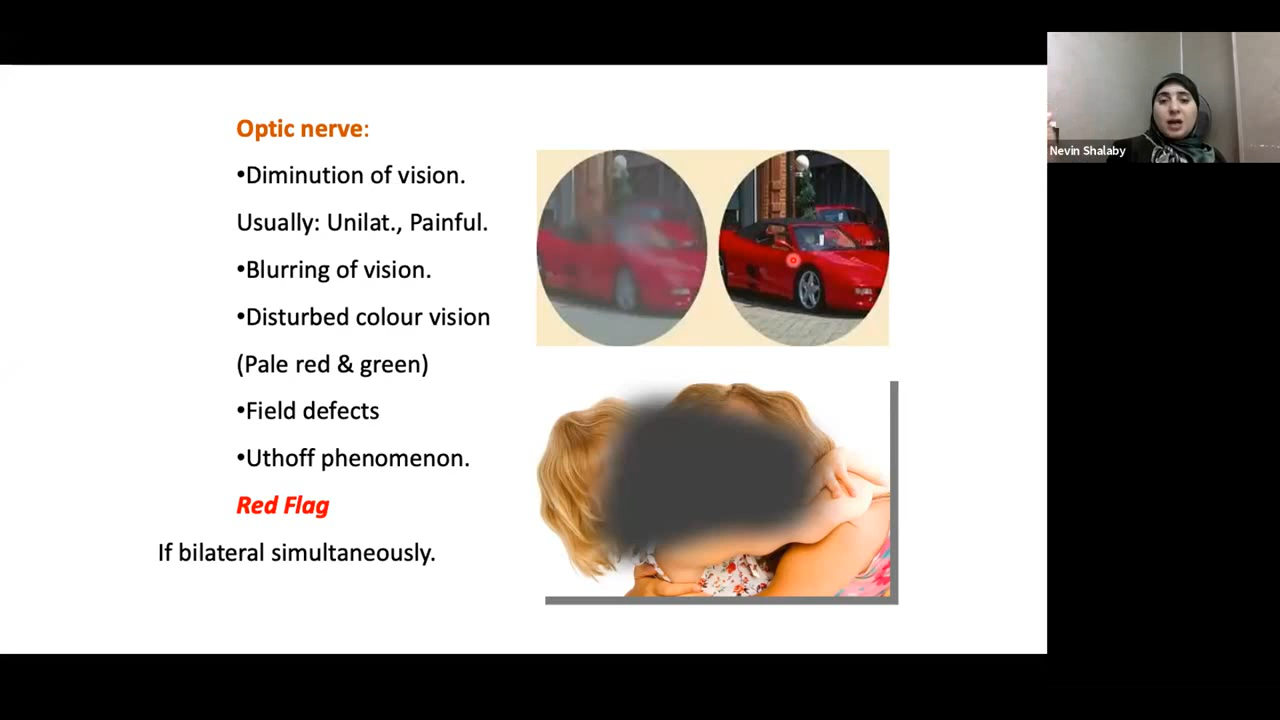 Optic nerve:
•Diminution of vision.
Usually: Unilat., Painful.
•Blurring of vision.
•Disturbed colour vision
(Pale red & green)
•Field defects
•Uthoff phenomenon.
Red Flag
If bilateral simultaneously.
Nevin Shalaby